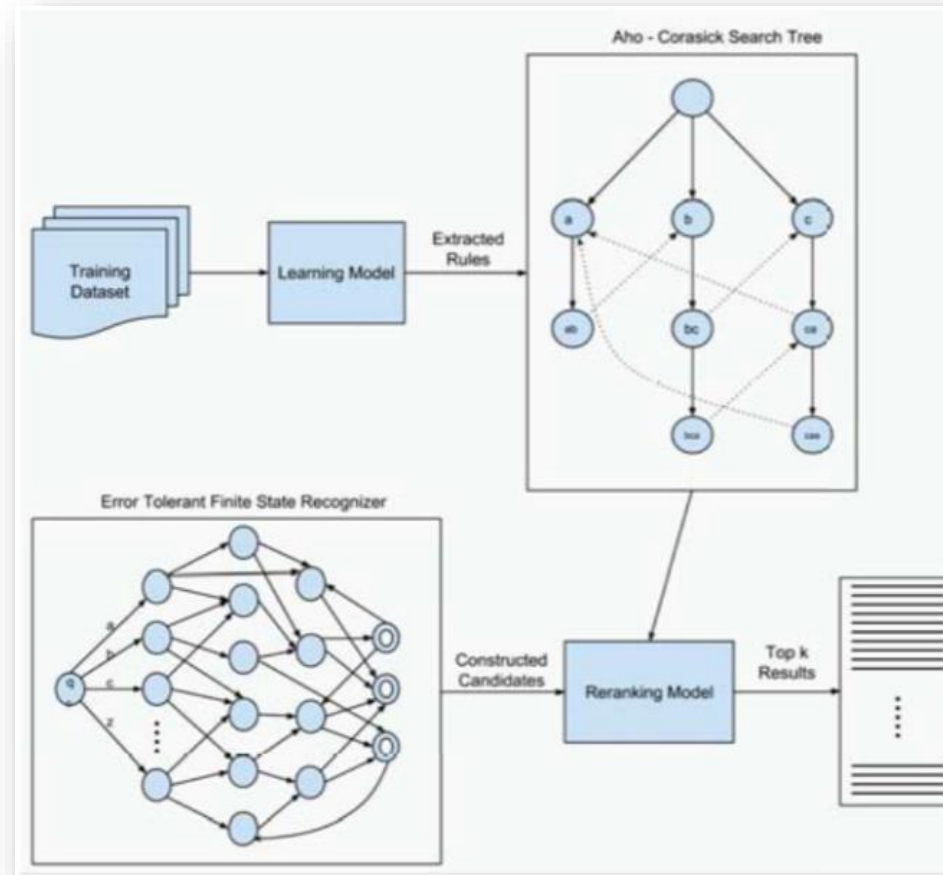 Aho - Corasick Search Tree
a
b
c
Training
Dataset
Learning Model
Extracted
Rules
ab
bc
ca
bca
caa
Error Tolerant Finite State Recognizer
a
b
c
z
q
Constructed
Candidates
Reranking Model
Top k
Results